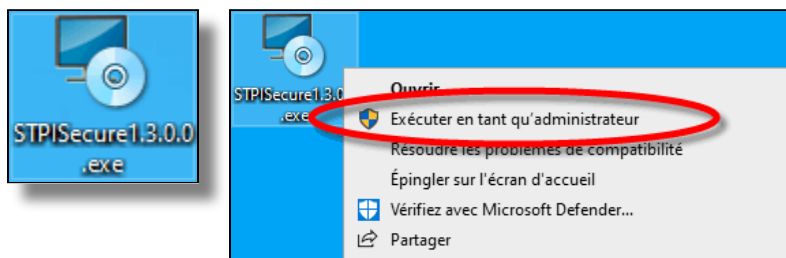 STPISecure1.3.0.0
.exe
STPISecure1.3.0
.exe
Ouvrir
Exécuter en tant qu'administrateur
Résoudre les problèmes de compatibilité
Épingler sur l'écran d'accueil
Vérifiez avec Microsoft Defender...
Partager